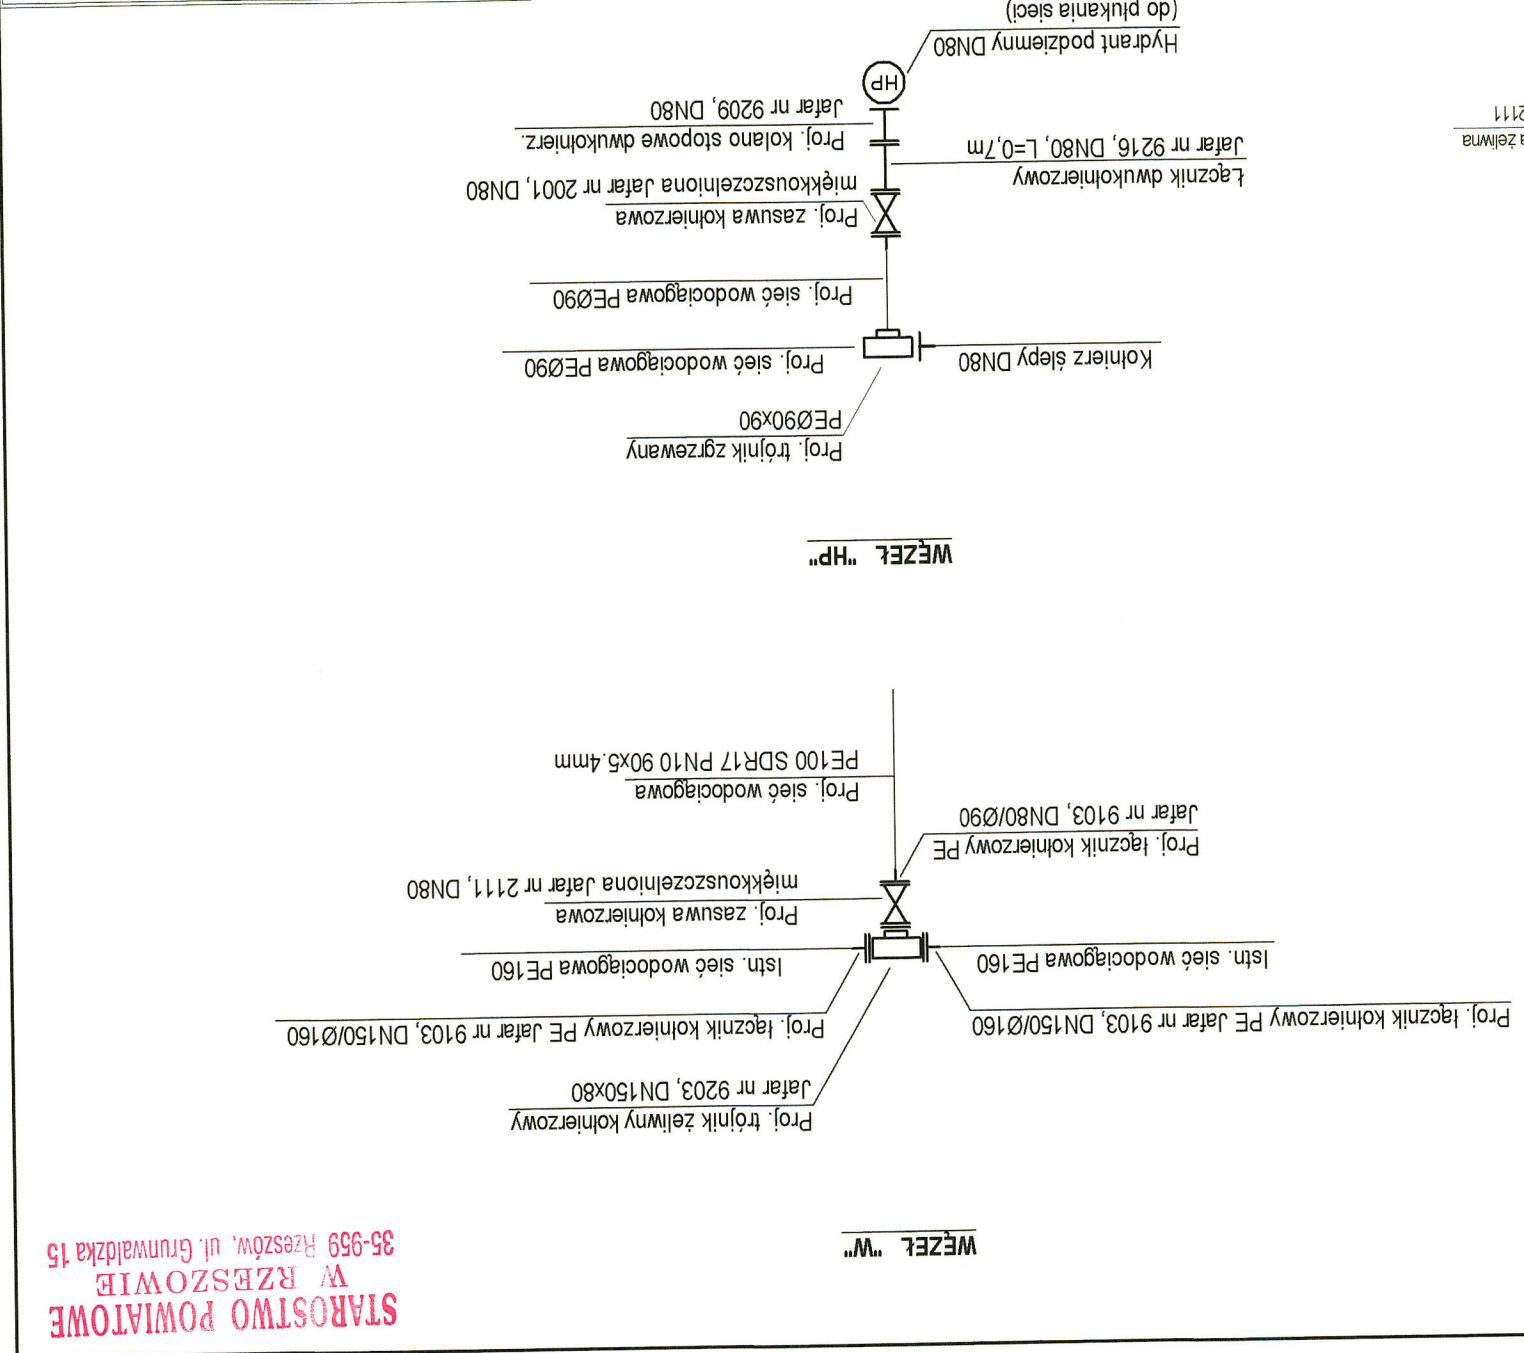 STAROSTWO POWIATOWE
W RZESZOWIE
35-959 Rzeszów, ul. Grunwaldzka 15
WĘZEŁ "W"
Proj. trójnik żeliwny kołnierzowy
Jafar nr 9203, DN150x80
Proj. łącznik kołnierzowy PE Jafar nr 9103, DN150/Ø160
Proj. łącznik kołnierzowy PE Jafar nr 9103, DN150/Ø160
Istn. sieć wodociągowa PE160
Istn. sieć wodociągowa PE160
Proj. zasuwa kołnierzowa
miękkouszczelniona Jafar nr 2111, DN80
Proj. łącznik kołnierzowy PE
Jafar nr 9103, DN80/Ø90
Proj. sieć wodociągowa
PE100 SDR17 PN10 90x5.4mm
WĘZEŁ "HP"
Proj. trójnik zgrzewany
PEØ90x90
Kołnierz ślepy DN80
Proj. sieć wodociągowa PEØ90
Proj. sieć wodociągowa PEØ90
Proj. zasuwa kołnierzowa
miękkouszczelniona Jafar nr 2001, DN80
Łącznik dwukołnierzowy
Jafar nr 9216, DN80, L=0,7m
Proj. kolano stopowe dwukołnierz.
Jafar nr 9209, DN80
HP
Hydrant podziemny DN80
(do płukania sieci)
żeliwna
2111